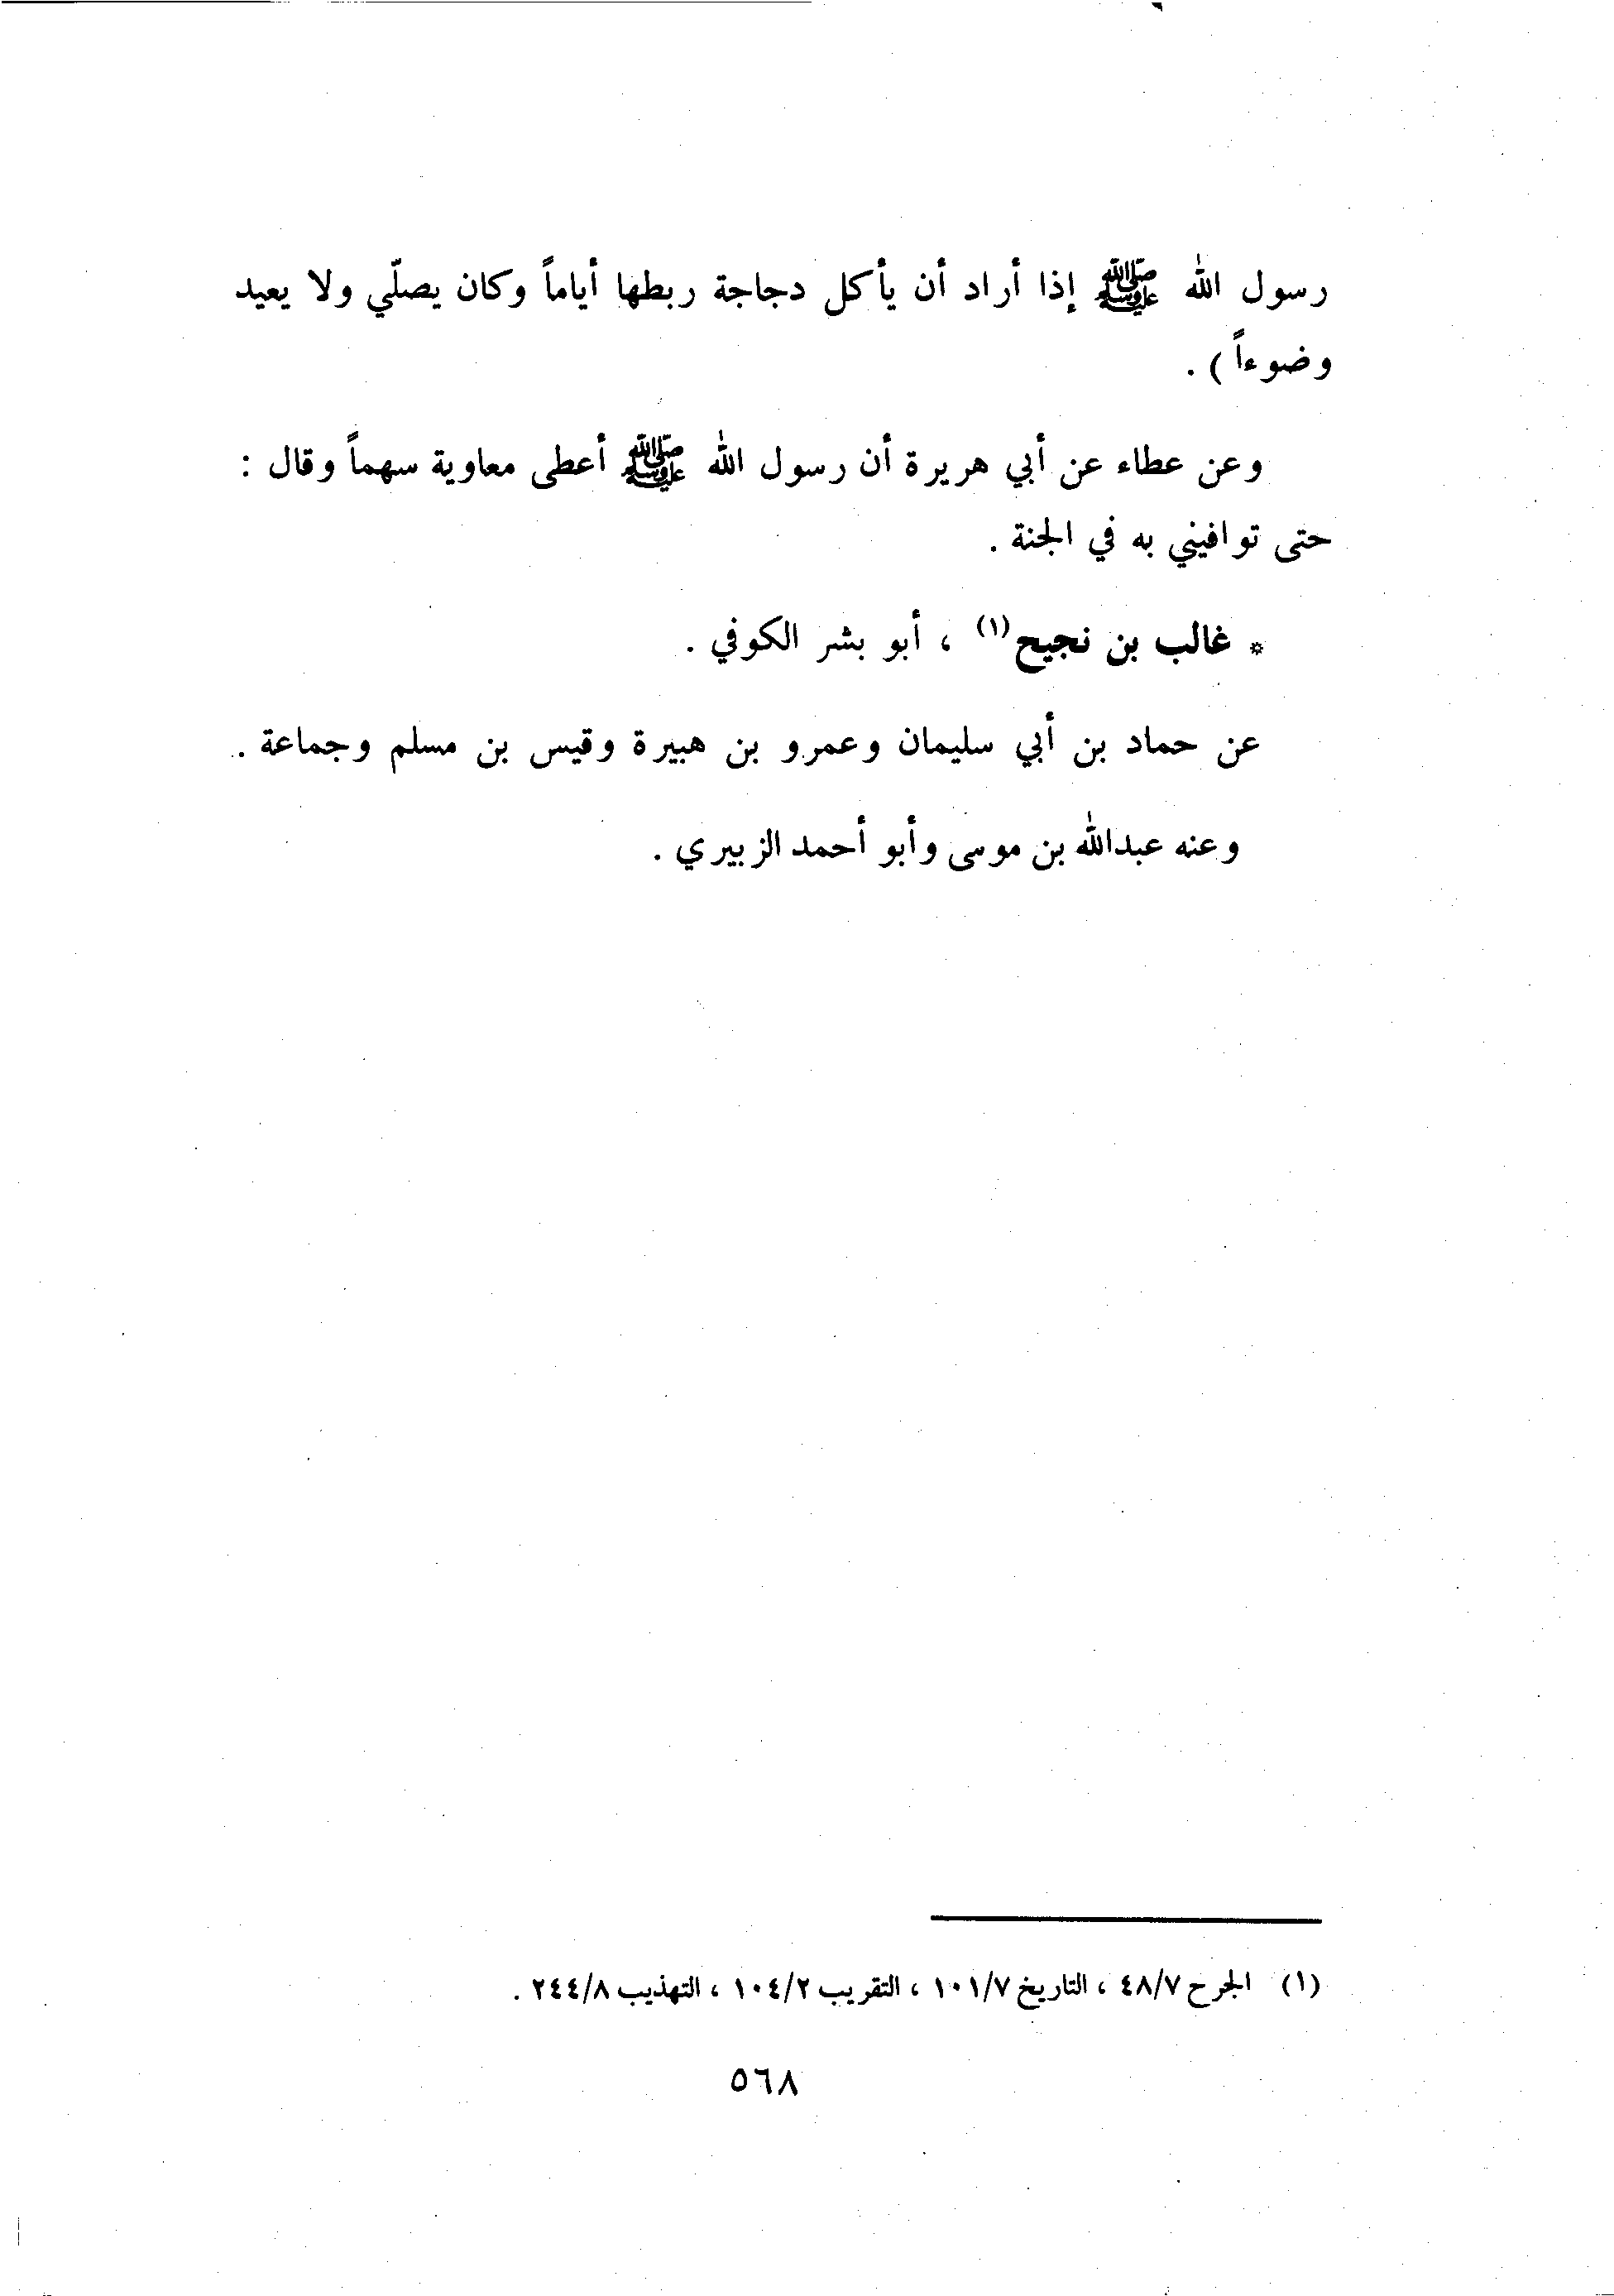 رسول الله ﷺ إذا أراد أن يأكل دجاجة ربطها أياماً وكان يصلّي ولا يعيد
وضوءاً ) .
وعن عطاء عن أبي هريرة أن رسول الله ﷺ أعطى معاوية سهماً وقال :
حتى توافيني به في الجنة .
* غالب بن نجيح(١) ، أبو بشر الكوفي .
عن حماد بن أبي سليمان وعمرو بن هبيرة وقيس بن مسلم وجماعة .
وعنه عبدالله بن موسى وأبو أحمد الزبيري .
(١) الجرح ٤٨/٧ ، التاريخ ١٠١/٧ ، التقريب ١٠٤/٢ ، التهذيب ٢٤٤/٨ .
٥٦٨